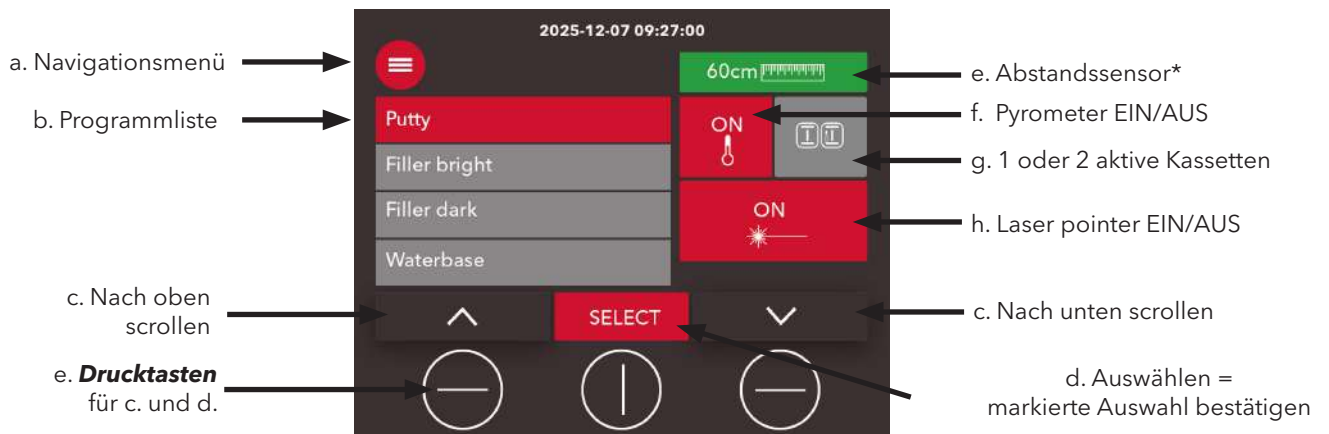 2025-12-07 09:27:00
a. Navigationsmenü
60cm
e. Abstandssensor*
b. Programmliste
Putty
ON
f. Pyrometer EIN/AUS
Filler bright
g. 1 oder 2 aktive Kassetten
Filler dark
ON
h. Laser pointer EIN/AUS
Waterbase
c. Nach oben
scrollen
SELECT
c. Nach unten scrollen
e. Drucktasten
für c. und d.
d. Auswählen =
markierte Auswahl bestätigen